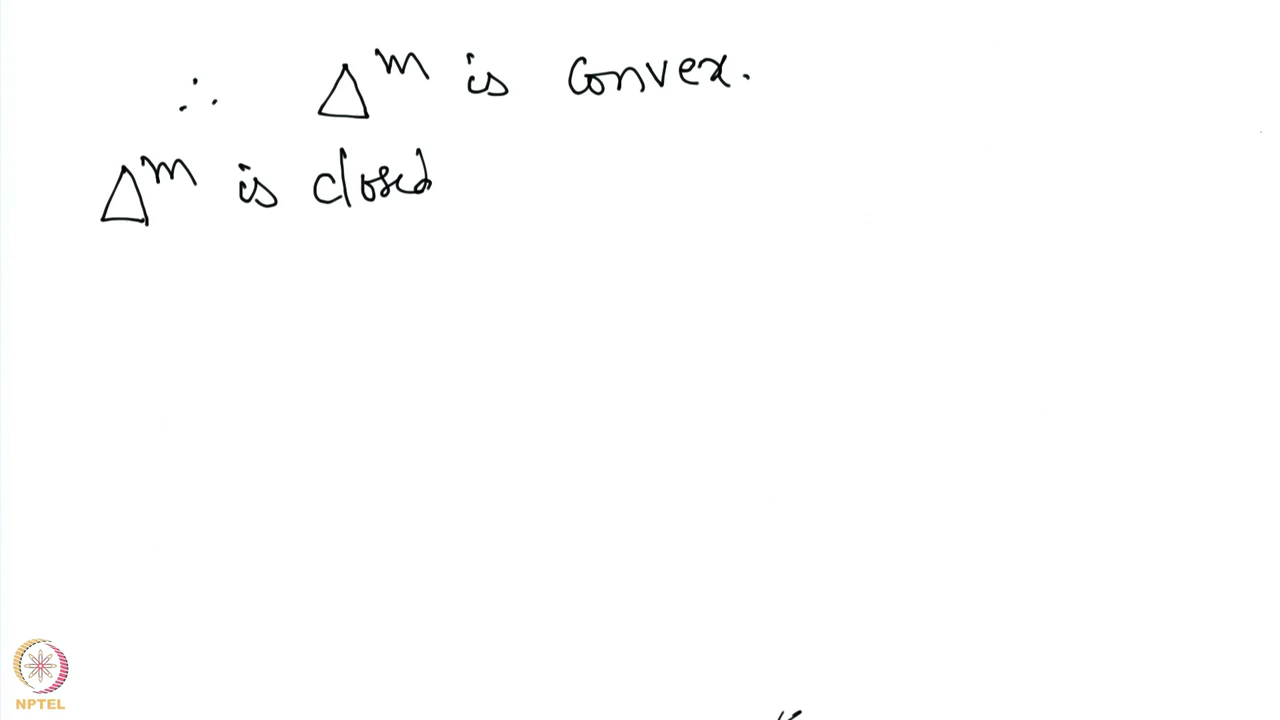 ∴ Δ^m is convex.
Δ^m is closed
NPTEL